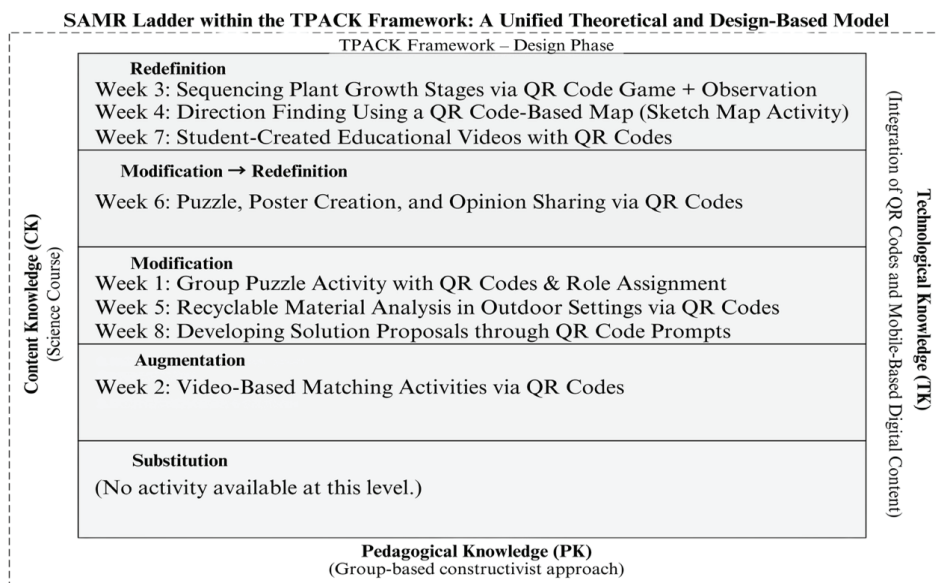 SAMR Ladder within the TPACK Framework: A Unified Theoretical and Design-Based Model
TPACK Framework – Design Phase
Redefinition
Week 3: Sequencing Plant Growth Stages via QR Code Game + Observation
Week 4: Direction Finding Using a QR Code-Based Map (Sketch Map Activity)
Week 7: Student-Created Educational Videos with QR Codes
Modification → Redefinition
Week 6: Puzzle, Poster Creation, and Opinion Sharing via QR Codes
Modification
Week 1: Group Puzzle Activity with QR Codes & Role Assignment
Week 5: Recyclable Material Analysis in Outdoor Settings via QR Codes
Week 8: Developing Solution Proposals through QR Code Prompts
Augmentation
Week 2: Video-Based Matching Activities via QR Codes
Substitution
(No activity available at this level.)
Content Knowledge (CK)
(Science Course)
Technological Knowledge (TK)
(Integration of QR Codes and Mobile-Based Digital Content)
Pedagogical Knowledge (PK)
(Group-based constructivist approach)